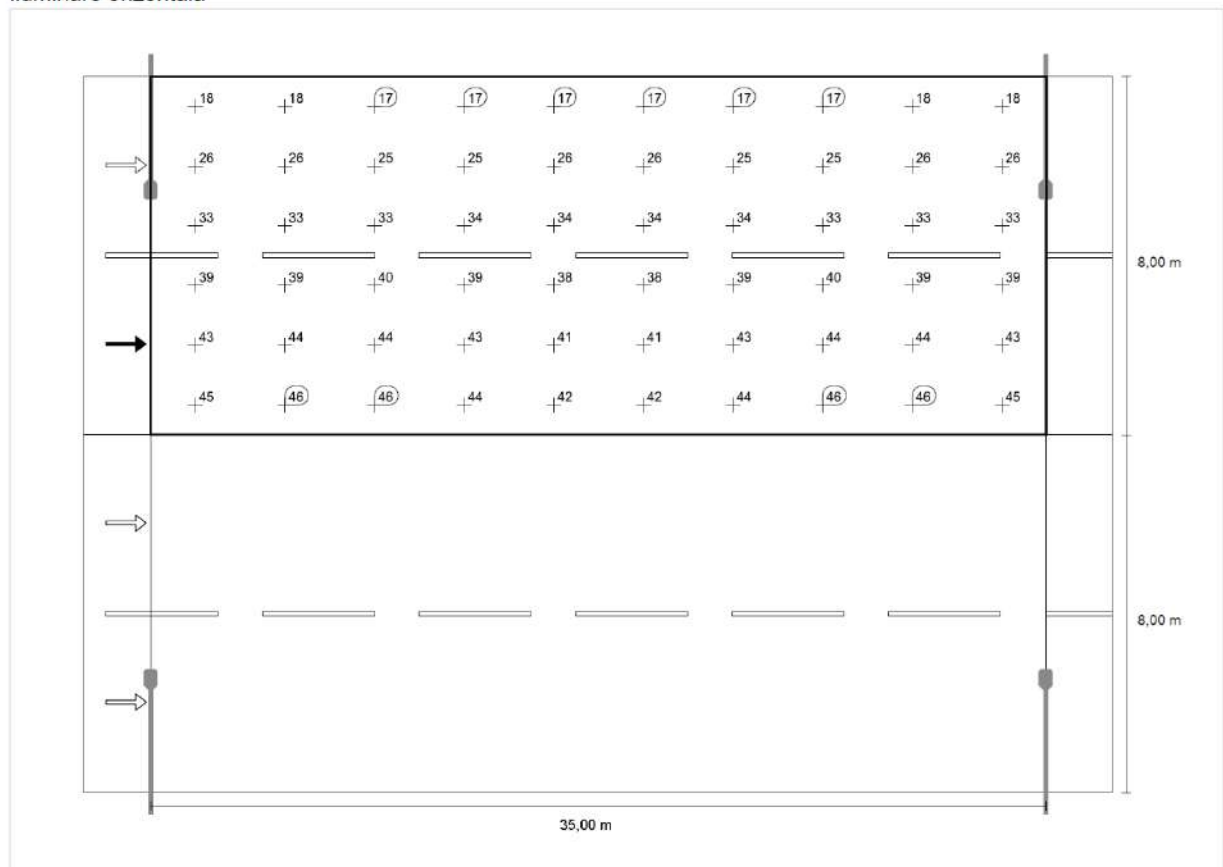 18 18 17 17 17 17 17 17 18 18
26 26 25 25 26 26 25 25 26 26
33 33 33 34 34 34 34 33 33 33
8,00 m
39 39 40 39 38 38 39 40 39 39
43 44 44 43 41 41 43 44 44 43
45 46 46 44 42 42 44 46 46 45
8,00 m
35,00 m